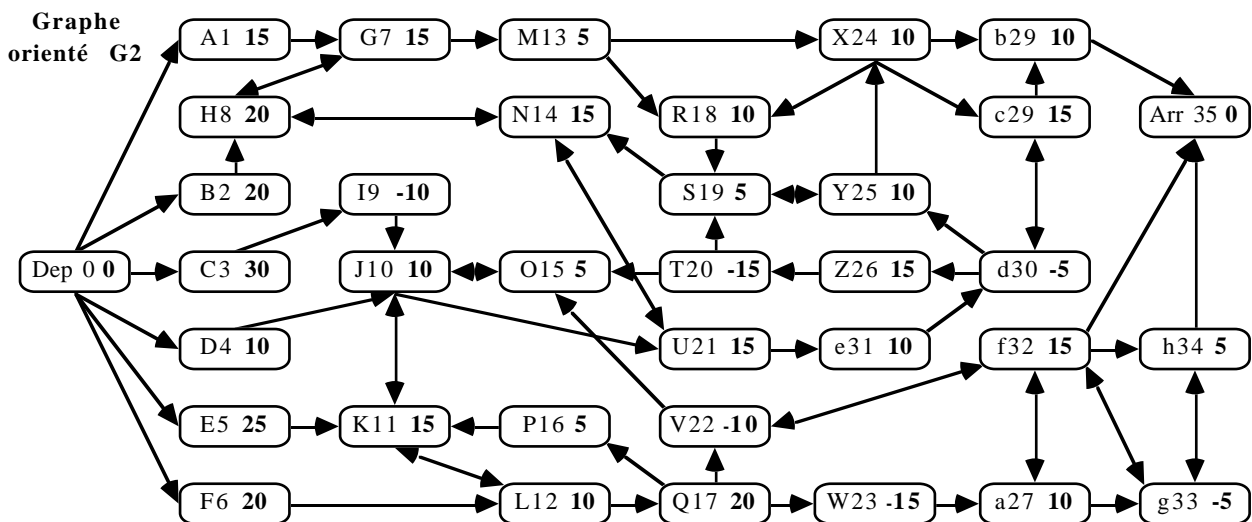 Graphe
orienté G2
A1 15
G7 15
M13 5
X24 10
b29 10
H8 20
N14 15
R18 10
c29 15
Arr 35 0
B2 20
I9 -10
S19 5
Y25 10
Dep 0 0
C3 30
J10 10
O15 5
T20 -15
Z26 15
d30 -5
D4 10
U21 15
e31 10
f32 15
h34 5
E5 25
K11 15
P16 5
V22 -10
F6 20
L12 10
Q17 20
W23 -15
a27 10
g33 -5